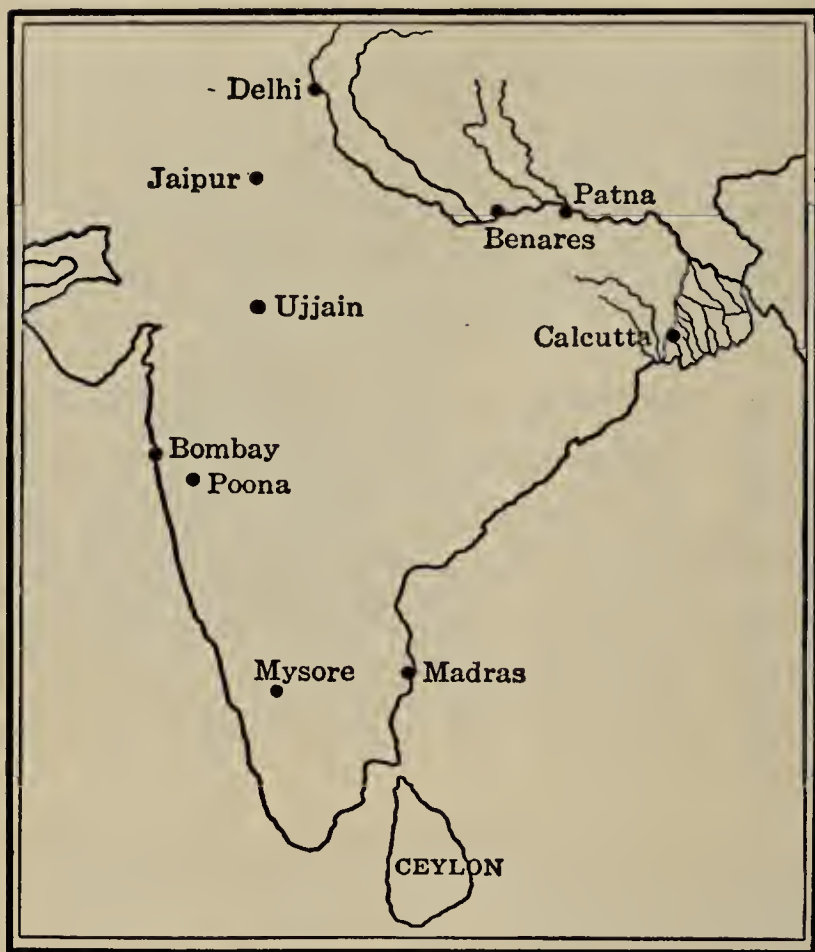 Delhi
Jaipur
Patna
Benares
Ujjain
Calcutta
Bombay
Poona
Mysore
Madras
CEYLON